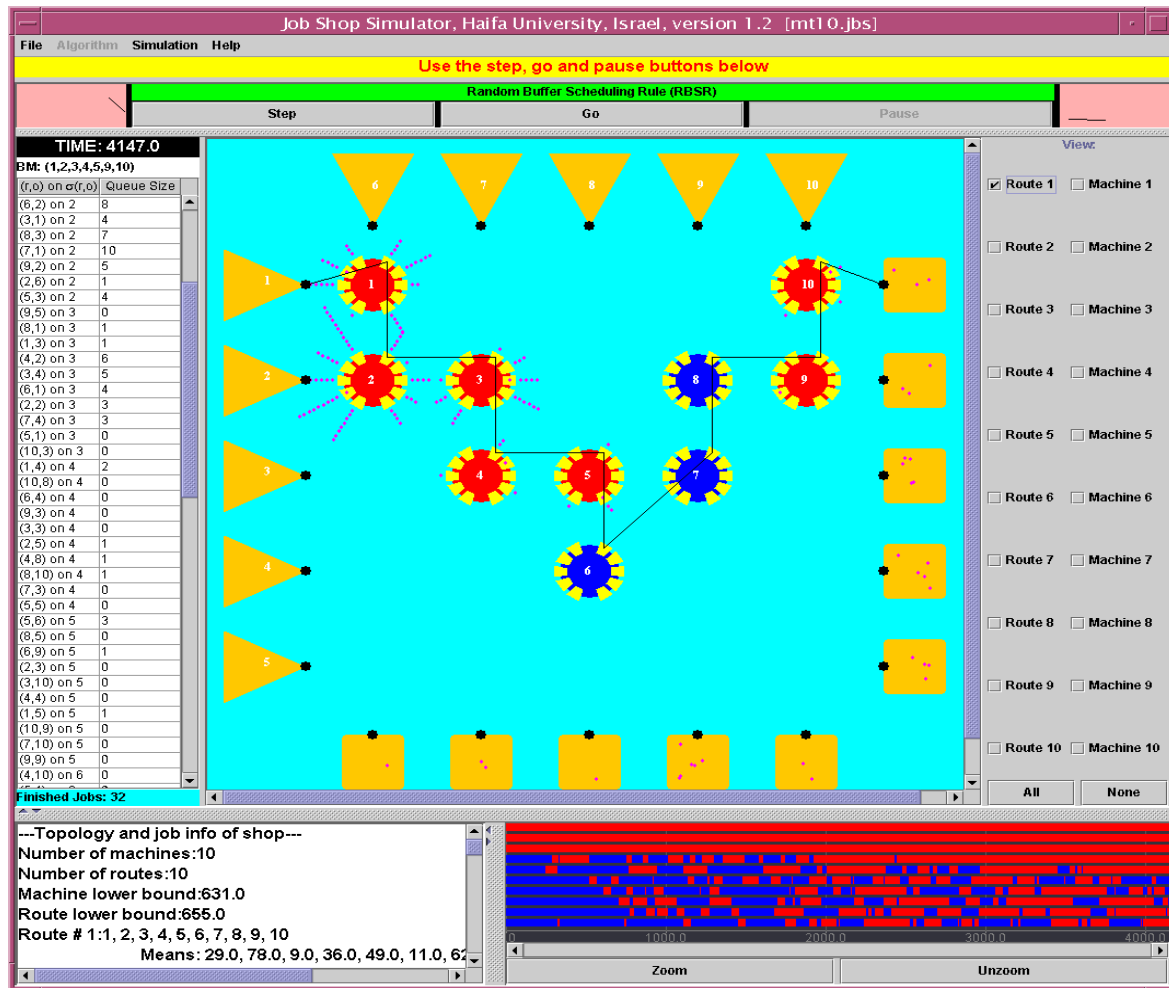 Job Shop Simulator, Haifa University, Israel, version 1.2 [mt10.jbs]
File Algorithm Simulation Help
Use the step, go and pause buttons below
Random Buffer Scheduling Rule (RBSR)
Step Go Pause
TIME: 4147.0
BM: (1,2,3,4,5,9,10)
(r,o) on σ(r,o) Queue Size
(6,2) on 2 8
(3,1) on 2 4
(8,3) on 2 7
(7,1) on 2 10
(9,2) on 2 5
(2,6) on 2 1
(5,3) on 2 4
(9,5) on 3 0
(8,1) on 3 1
(1,3) on 3 1
(4,2) on 3 6
(3,4) on 3 5
(6,1) on 3 4
(2,2) on 3 3
(7,4) on 3 3
(5,1) on 3 0
(10,3) on 3 0
(1,4) on 4 2
(10,8) on 4 0
(6,4) on 4 0
(9,3) on 4 0
(3,3) on 4 0
(2,5) on 4 1
(4,8) on 4 1
(8,10) on 4 1
(7,3) on 4 0
(5,5) on 4 0
(5,6) on 5 3
(8,5) on 5 0
(6,9) on 5 1
(2,3) on 5 0
(3,10) on 5 0
(4,4) on 5 0
(1,5) on 5 1
(10,9) on 5 0
(7,10) on 5 0
(9,9) on 5 0
(4,10) on 6 0
Finished Jobs: 32
6 7 8 9 10
1 1 10
2 2 3 8 9
3 4 5 7
4 6
5
View:
Route 1 Machine 1
Route 2 Machine 2
Route 3 Machine 3
Route 4 Machine 4
Route 5 Machine 5
Route 6 Machine 6
Route 7 Machine 7
Route 8 Machine 8
Route 9 Machine 9
Route 10 Machine 10
All None
---Topology and job info of shop---
Number of machines:10
Number of routes:10
Machine lower bound:631.0
Route lower bound:655.0
Route # 1:1, 2, 3, 4, 5, 6, 7, 8, 9, 10
Means: 29.0, 78.0, 9.0, 36.0, 49.0, 11.0, 62
0 1000.0 2000.0 3000.0 4000.0
Zoom Unzoom